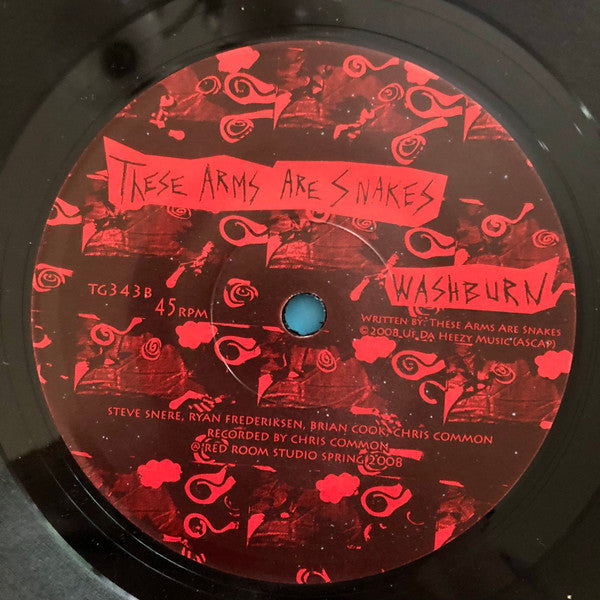 THESE ARMS ARE SNAKES
WASHBURN
TG343B
45 RPM
WRITTEN BY: THESE ARMS ARE SNAKES
©2008 UF DA HEEZY MUSIC (ASCAP)
STEVE SNERE, RYAN FREDERIKSEN, BRIAN COOK, CHRIS COMMON
RECORDED BY CHRIS COMMON
@ RED ROOM STUDIO SPRING 2008